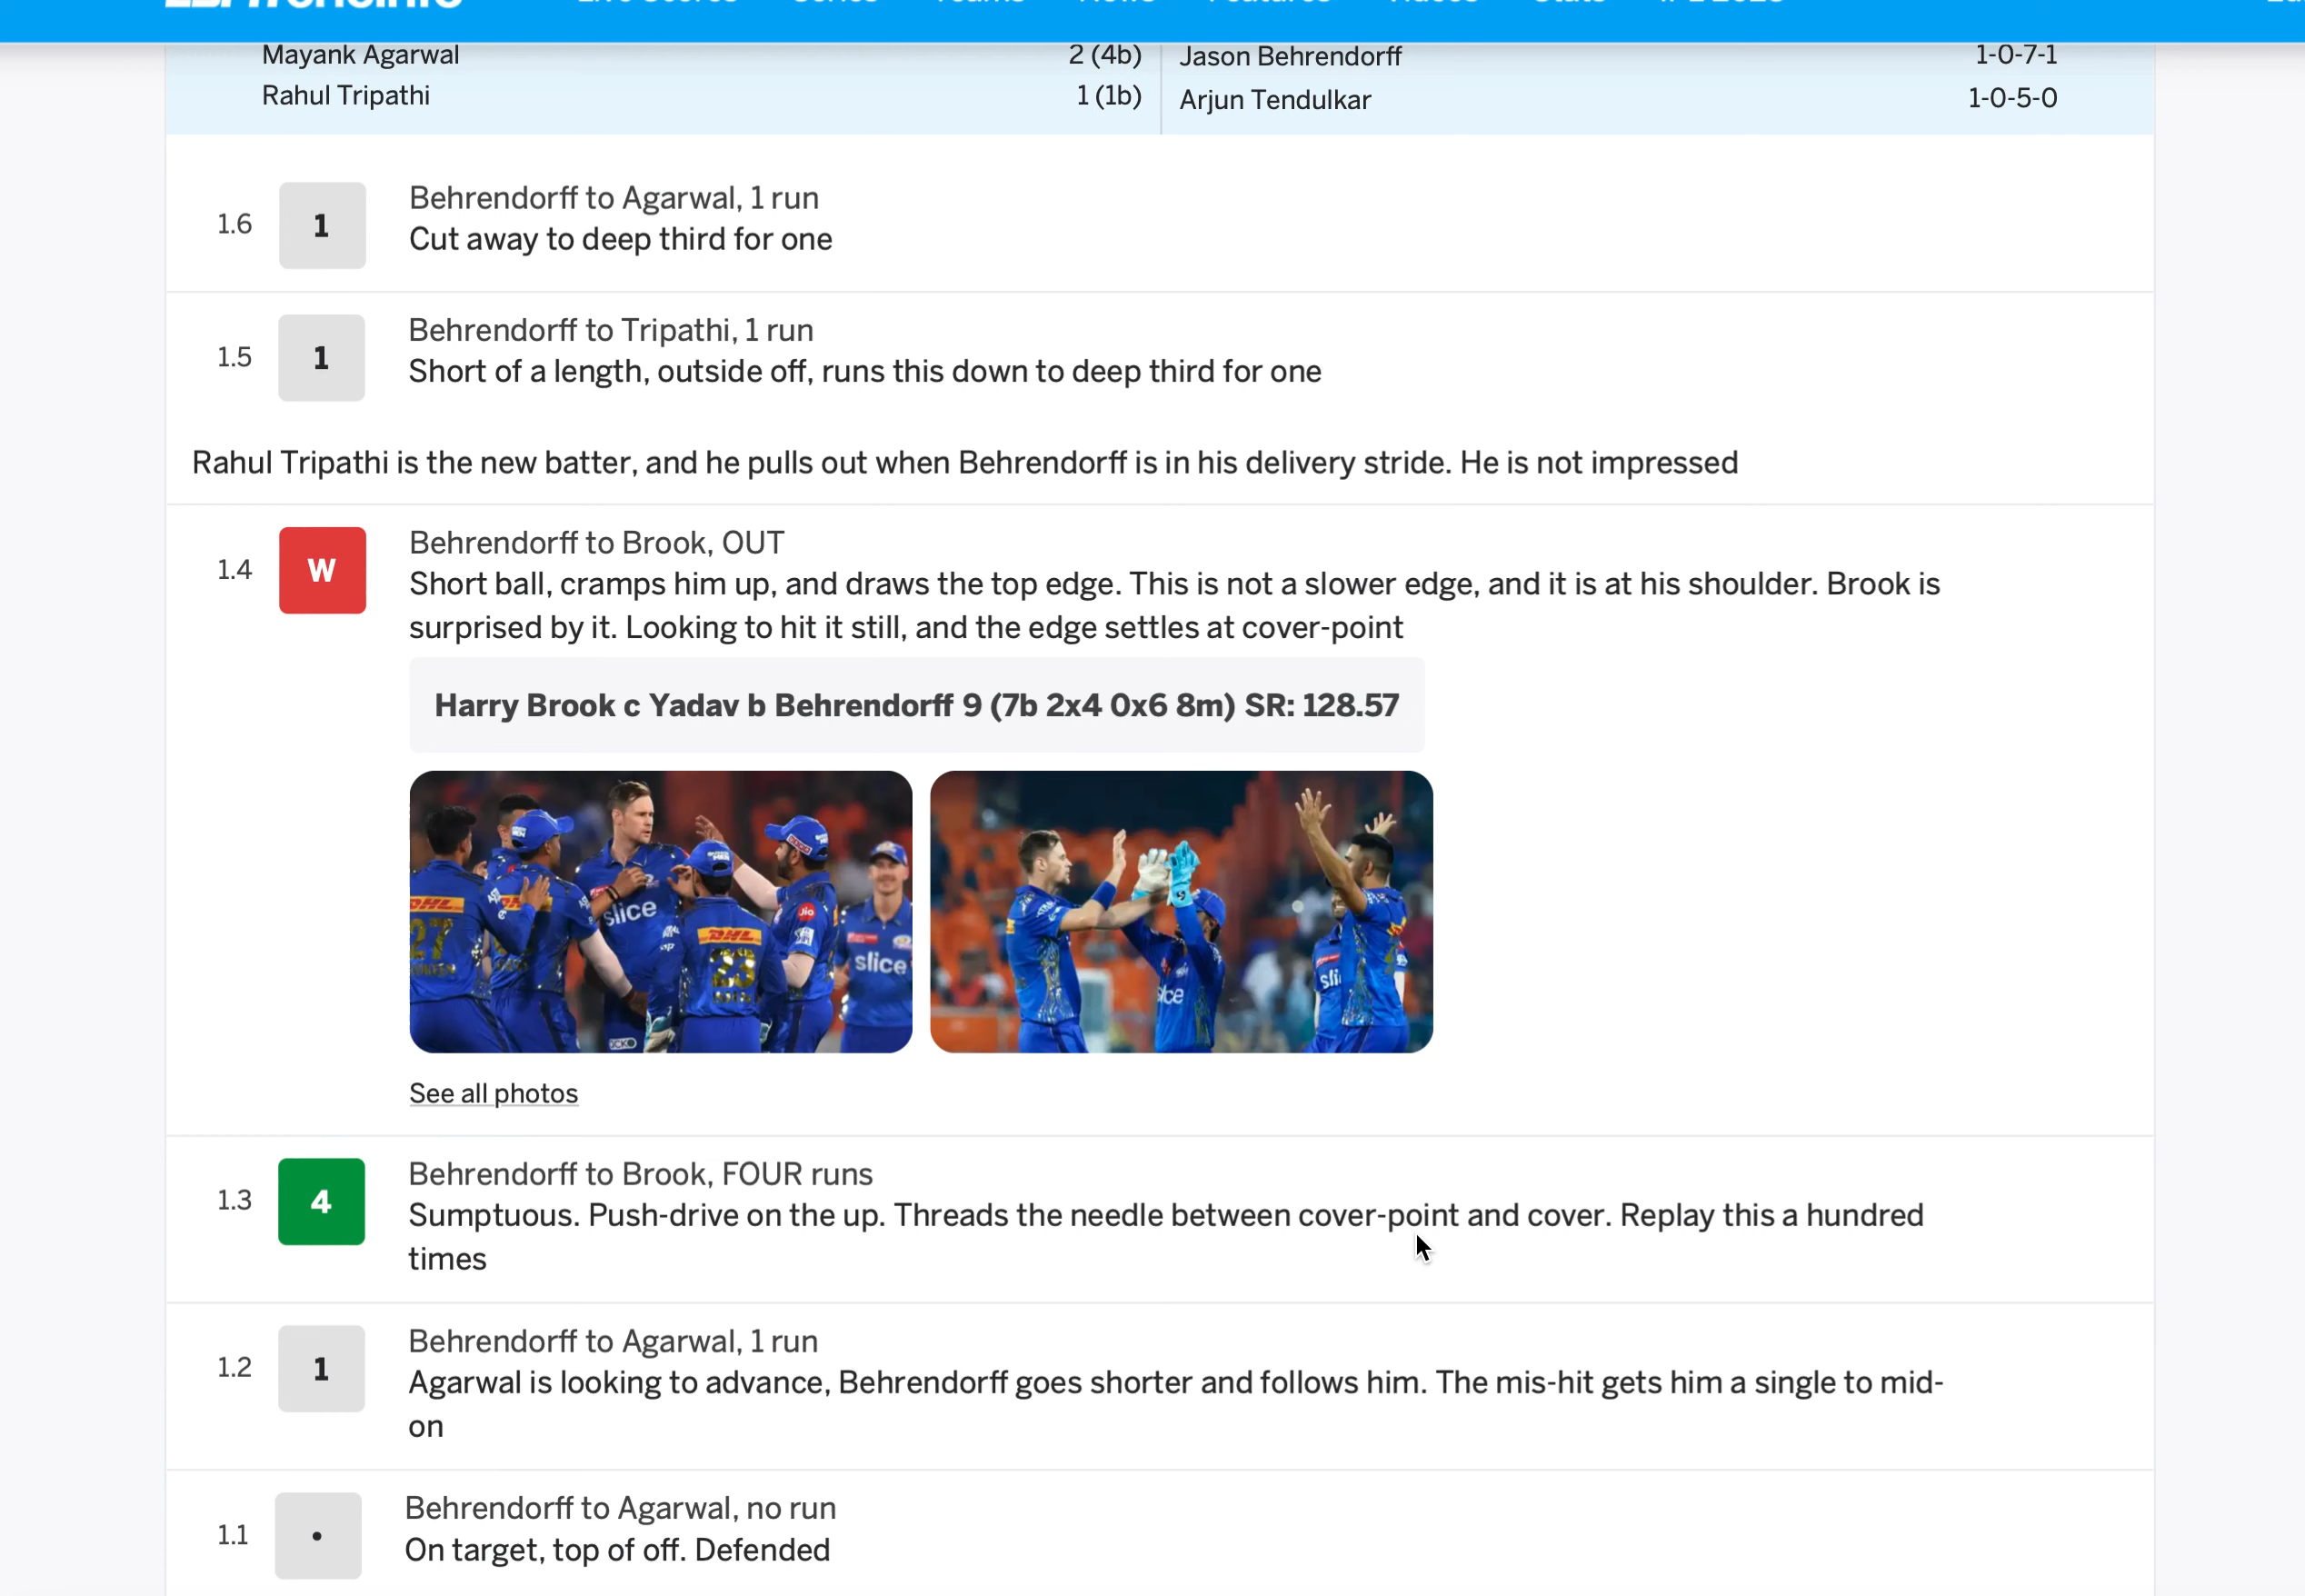 Mayank Agarwal 2 (4b) Jason Behrendorff 1-0-7-1
Rahul Tripathi 1 (1b) Arjun Tendulkar 1-0-5-0
1.6 1 Behrendorff to Agarwal, 1 run
Cut away to deep third for one
1.5 1 Behrendorff to Tripathi, 1 run
Short of a length, outside off, runs this down to deep third for one
Rahul Tripathi is the new batter, and he pulls out when Behrendorff is in his delivery stride. He is not impressed
1.4 W Behrendorff to Brook, OUT
Short ball, cramps him up, and draws the top edge. This is not a slower edge, and it is at his shoulder. Brook is
surprised by it. Looking to hit it still, and the edge settles at cover-point
Harry Brook c Yadav b Behrendorff 9 (7b 2x4 0x6 8m) SR: 128.57
slice
DHL
27
DHL
23
Jio
slice
See all photos
1.3 4 Behrendorff to Brook, FOUR runs
Sumptuous. Push-drive on the up. Threads the needle between cover-point and cover. Replay this a hundred
times
1.2 1 Behrendorff to Agarwal, 1 run
Agarwal is looking to advance, Behrendorff goes shorter and follows him. The mis-hit gets him a single to mid-
on
1.1 • Behrendorff to Agarwal, no run
On target, top of off. Defended